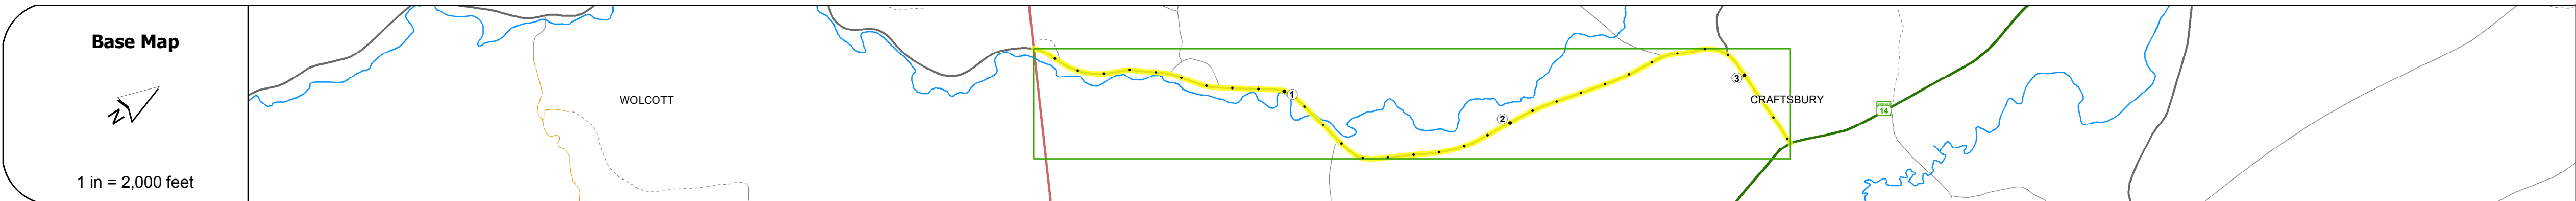 Base Map
N
1 in = 2,000 feet
WOLCOTT
1
2
3
CRAFTSBURY
14